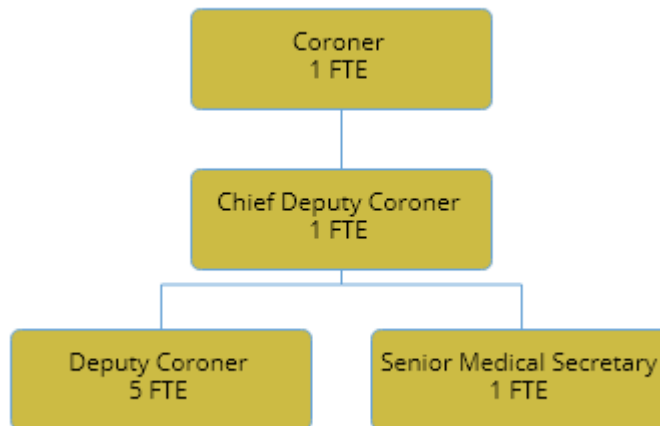 Coroner
1 FTE
Chief Deputy Coroner
1 FTE
Deputy Coroner
5 FTE
Senior Medical Secretary
1 FTE